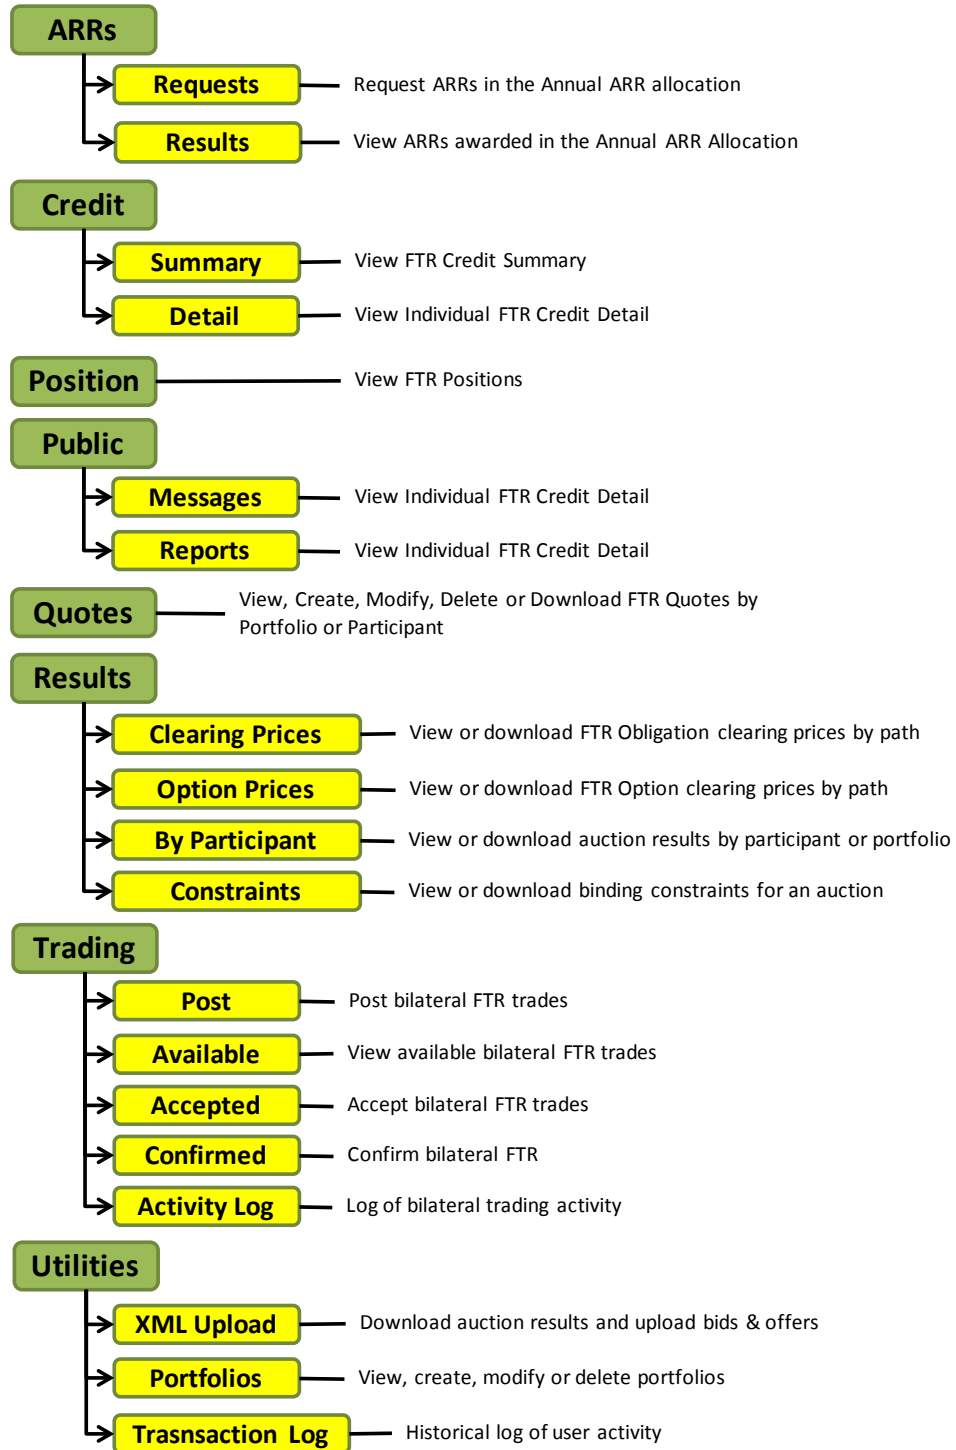 ARRs
Requests Request ARRs in the Annual ARR allocation
Results View ARRs awarded in the Annual ARR Allocation
Credit
Summary View FTR Credit Summary
Detail View Individual FTR Credit Detail
Position View FTR Positions
Public
Messages View Individual FTR Credit Detail
Reports View Individual FTR Credit Detail
Quotes View, Create, Modify, Delete or Download FTR Quotes by
Portfolio or Participant
Results
Clearing Prices View or download FTR Obligation clearing prices by path
Option Prices View or download FTR Option clearing prices by path
By Participant View or download auction results by participant or portfolio
Constraints View or download binding constraints for an auction
Trading
Post Post bilateral FTR trades
Available View available bilateral FTR trades
Accepted Accept bilateral FTR trades
Confirmed Confirm bilateral FTR
Activity Log Log of bilateral trading activity
Utilities
XML Upload Download auction results and upload bids & offers
Portfolios View, create, modify or delete portfolios
Trasnsaction Log Historical log of user activity